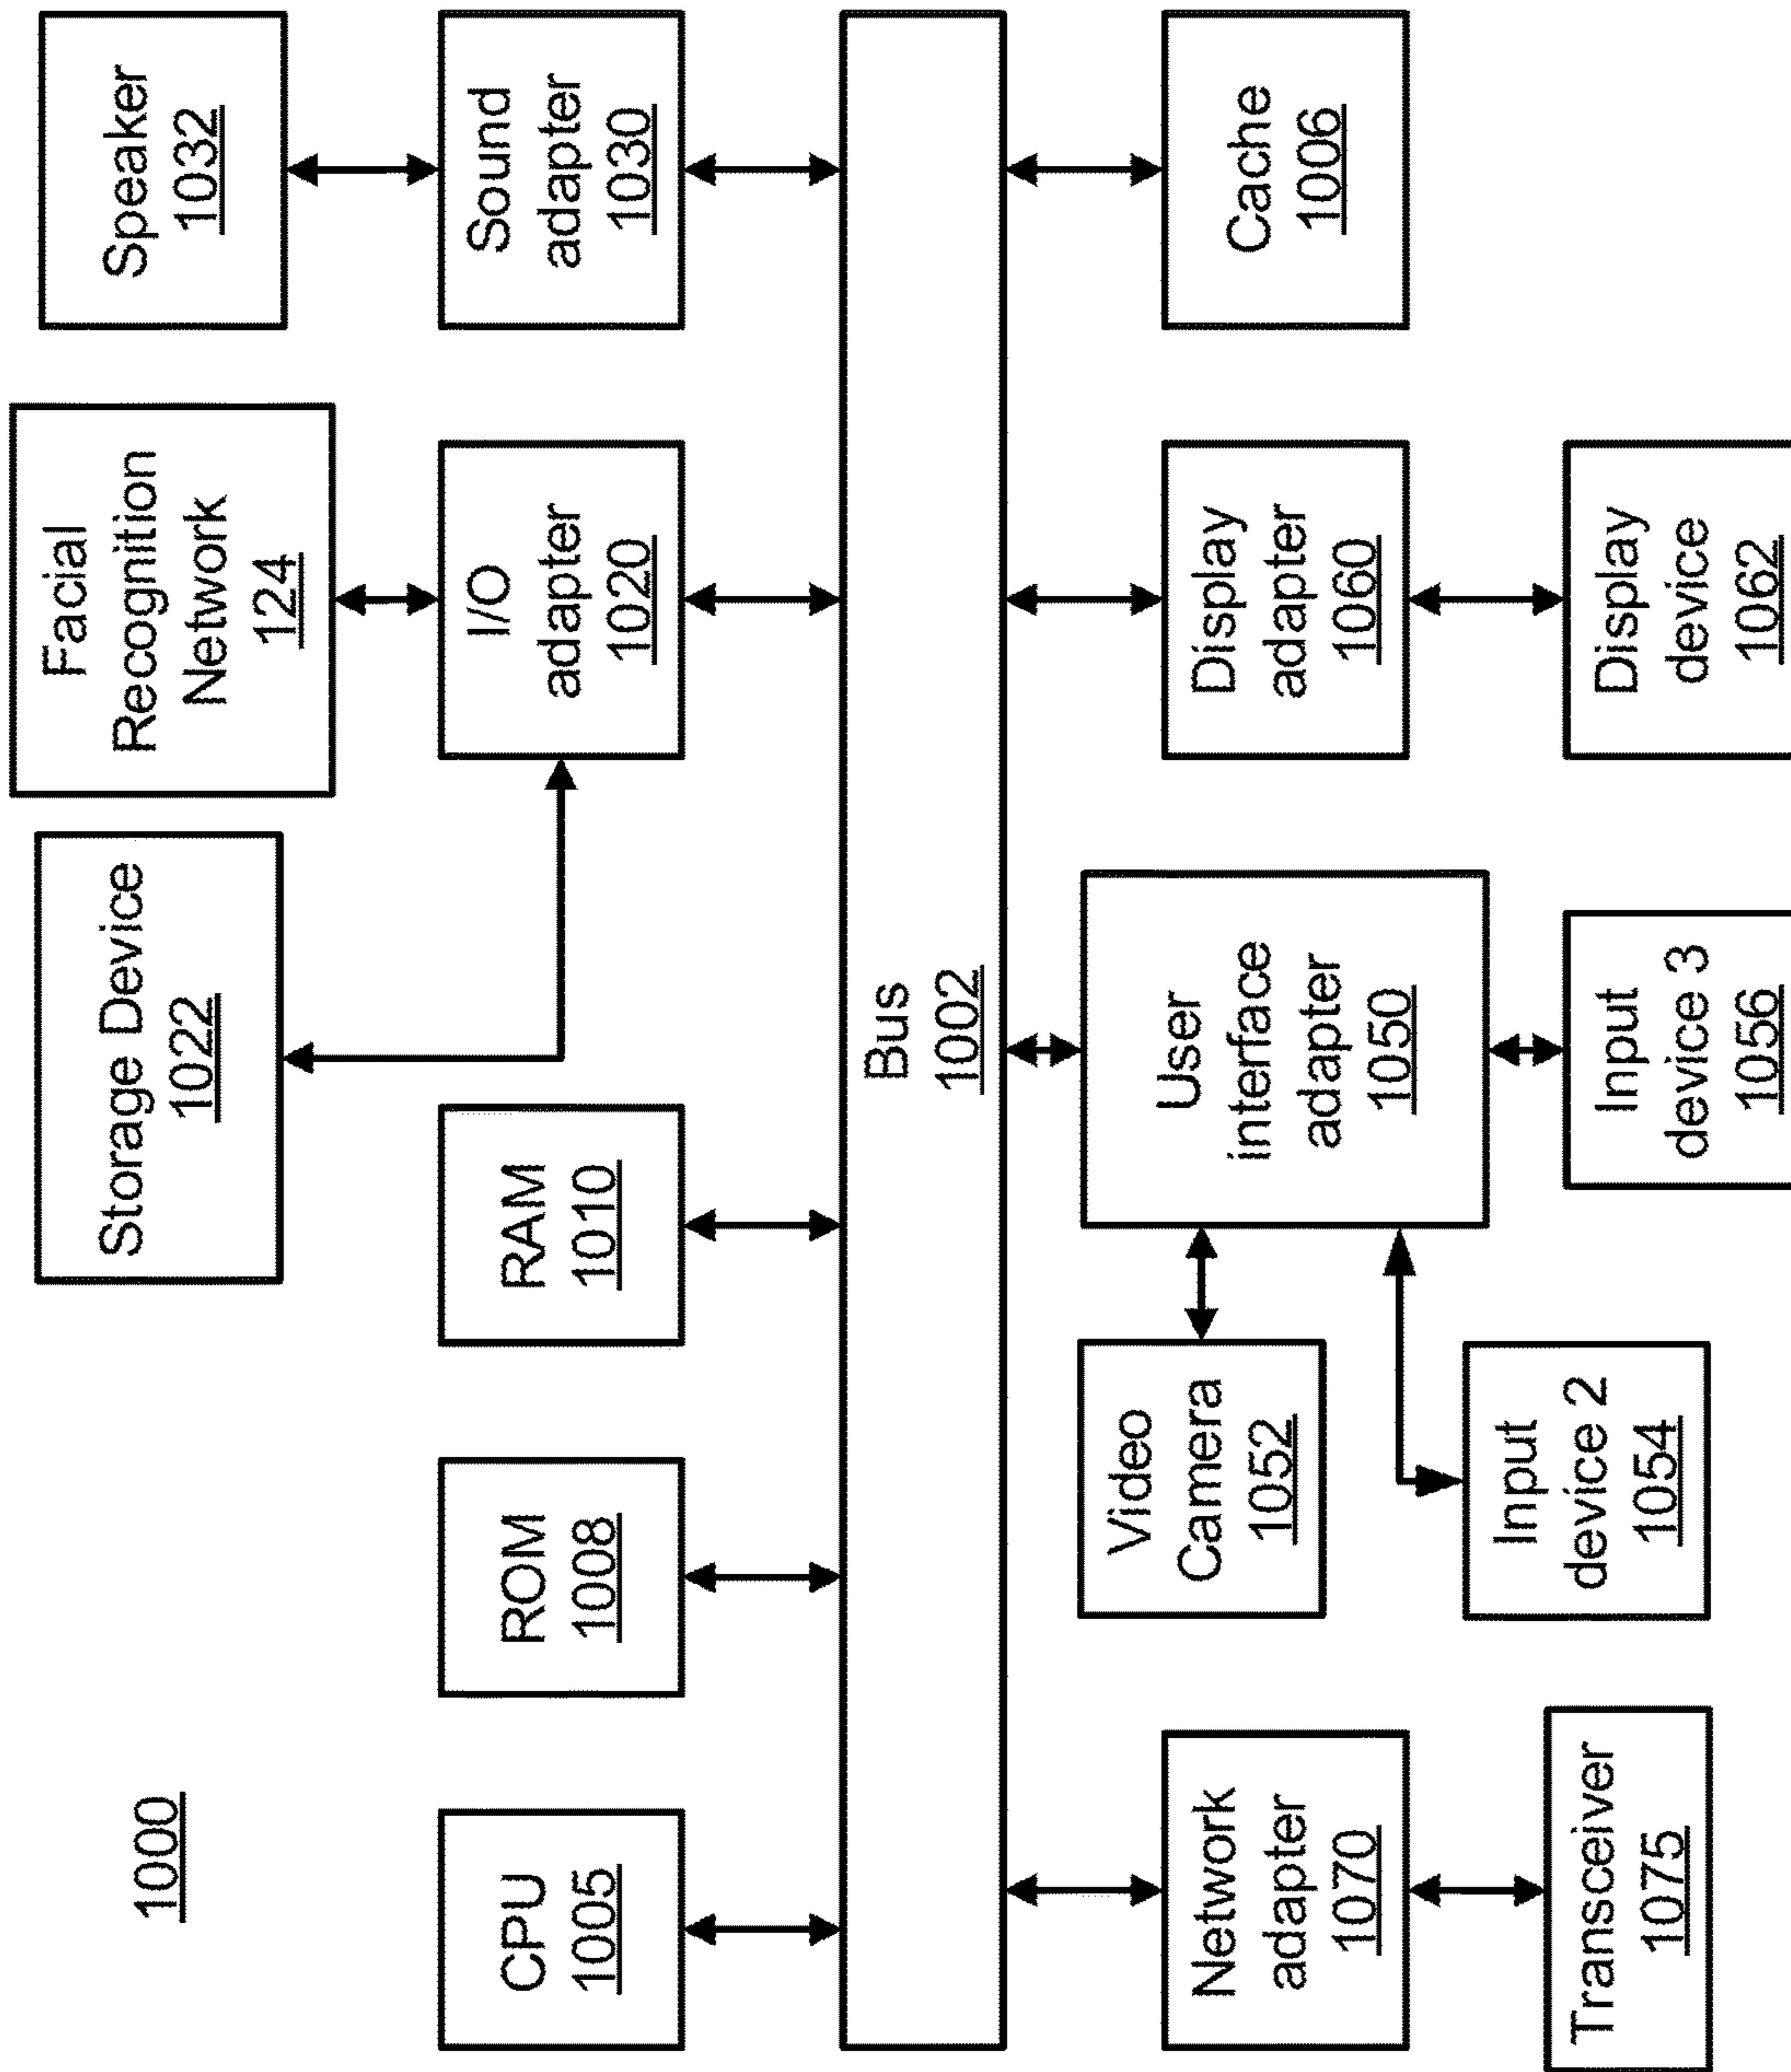 1000
CPU
1005
ROM
1008
RAM
1010
Storage Device
1022
Facial
Recognition
Network
124
I/O
adapter
1020
Speaker
1032
Sound
adapter
1030
Bus
1002
Network
adapter
1070
Transceiver
1075
Video
Camera
1052
Input
device 2
1054
User
interface
adapter
1050
Input
device 3
1056
Display
adapter
1060
Display
device
1062
Cache
1006